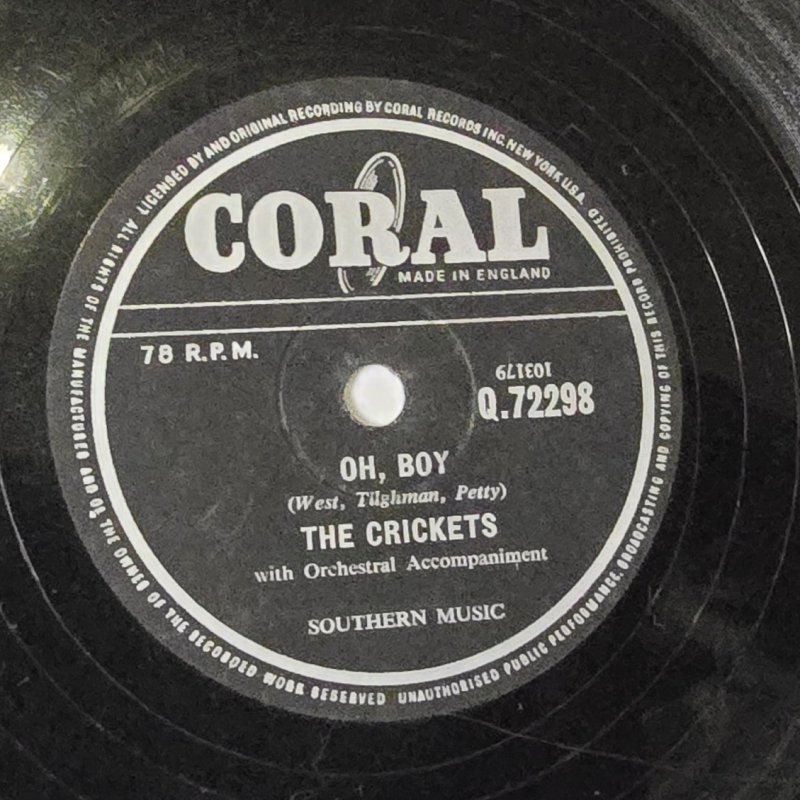 LICENSED BY AND ORIGINAL RECORDING BY CORAL RECORDS INC. NEW YORK U.S.A.
CORAL
MADE IN ENGLAND
78 R.P.M.
103179
Q.72298
OH, BOY
(West, Tilghman, Petty)
THE CRICKETS
with Orchestral Accompaniment
SOUTHERN MUSIC
ALL RIGHTS OF THE MANUFACTURER AND OF THE OWNER OF THE RECORDED WORK RESERVED UNAUTHORISED PUBLIC PERFORMANCE, BROADCASTING AND COPYING OF THIS RECORD PROHIBITED